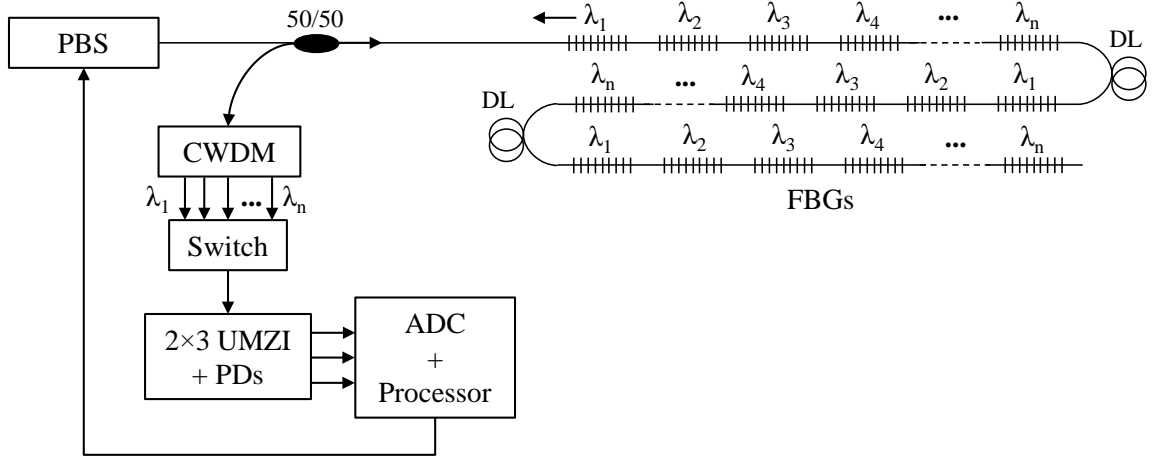 50/50
PBS
λ1 λ2 λ3 λ4 ... λn
DL
λn ... λ4 λ3 λ2 λ1
DL
λ1 λ2 λ3 λ4 ... λn
FBGs
CWDM
λ1 ... λn
Switch
2×3 UMZI
+ PDs
ADC
+
Processor